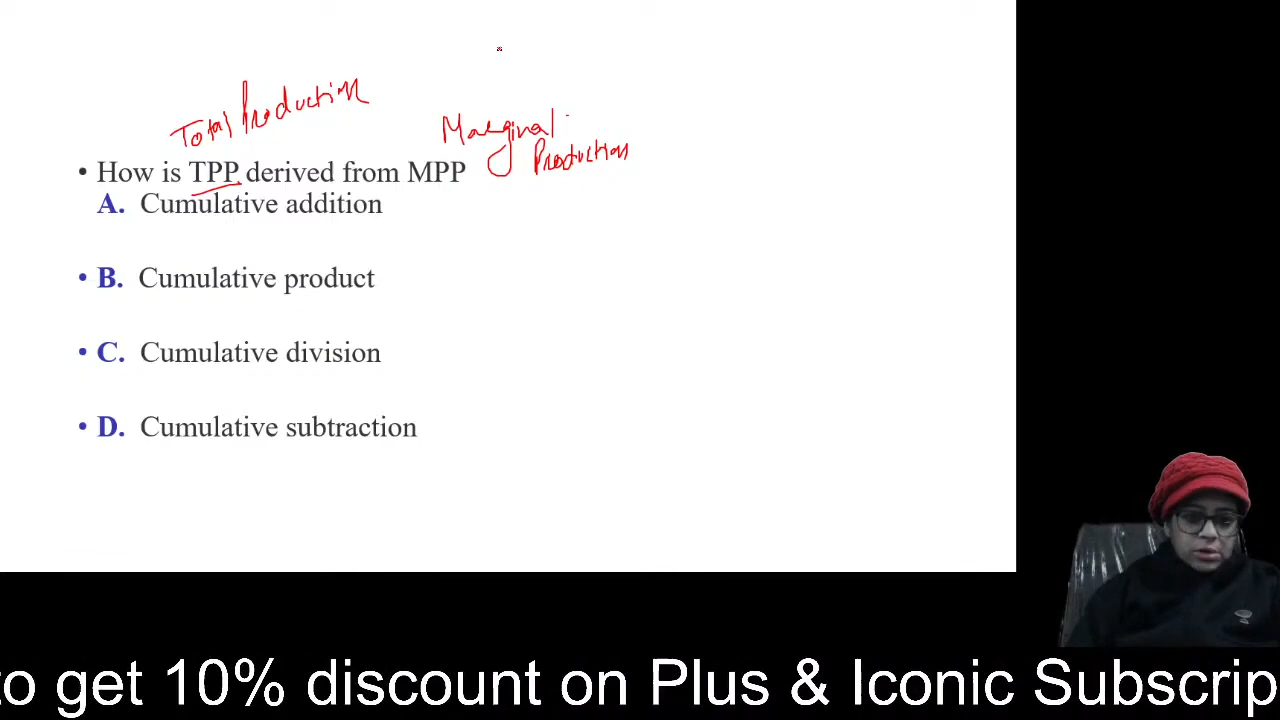 Total Production
Marginal
Production
• How is TPP derived from MPP
A. Cumulative addition
• B. Cumulative product
• C. Cumulative division
• D. Cumulative subtraction
to get 10% discount on Plus & Iconic Subscrip